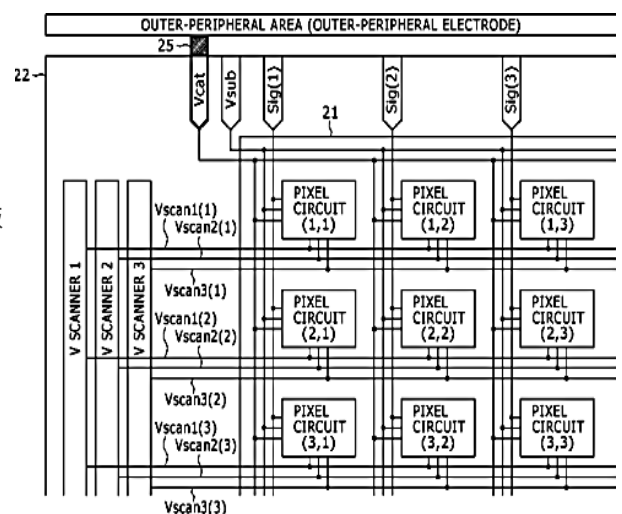 OUTER-PERIPHERAL AREA (OUTER-PERIPHERAL ELECTRODE)
25
22
Vcat
Vsub
Sig(1)
Sig(2)
Sig(3)
21
V SCANNER 1
V SCANNER 2
V SCANNER 3
Vscan1(1)
Vscan2(1)
PIXEL
CIRCUIT
(1,1)
PIXEL
CIRCUIT
(1,2)
PIXEL
CIRCUIT
(1,3)
Vscan3(1)
Vscan1(2)
Vscan2(2)
PIXEL
CIRCUIT
(2,1)
PIXEL
CIRCUIT
(2,2)
PIXEL
CIRCUIT
(2,3)
Vscan3(2)
Vscan1(3)
Vscan2(3)
PIXEL
CIRCUIT
(3,1)
PIXEL
CIRCUIT
(3,2)
PIXEL
CIRCUIT
(3,3)
Vscan3(3)